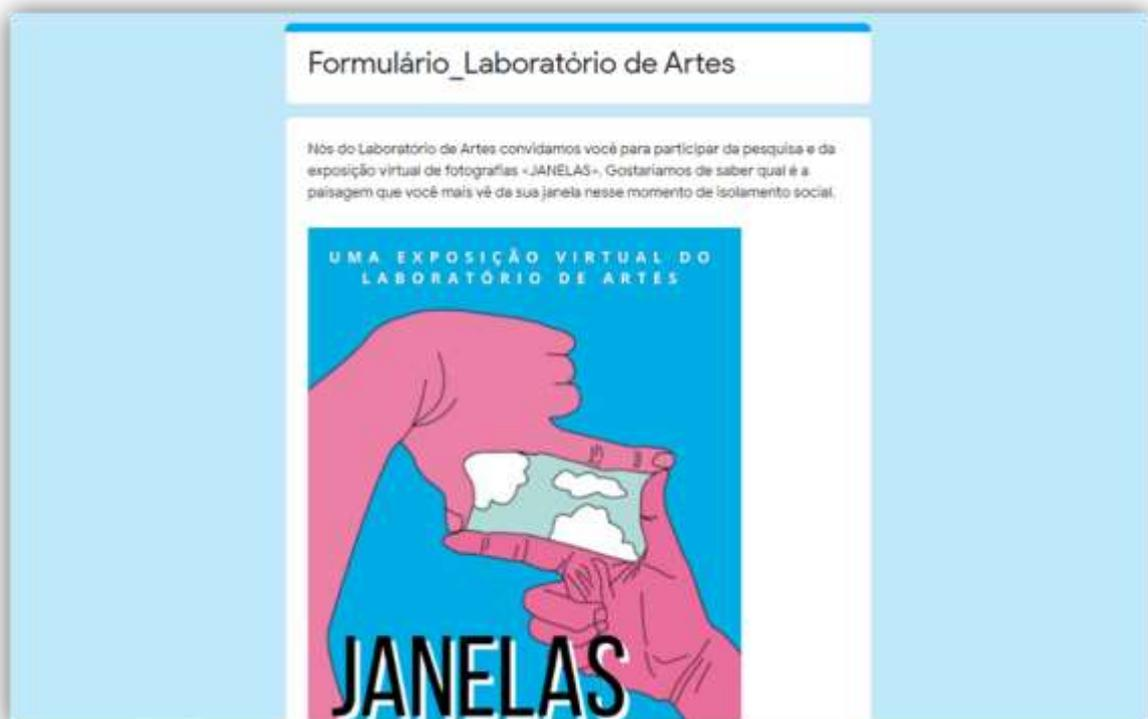 Formulário_Laboratório de Artes
Nós do Laboratório de Artes convidamos você para participar da pesquisa e da
exposição virtual de fotografias «JANELAS». Gostaríamos de saber qual é a
paisagem que você mais vê da sua janela nesse momento de isolamento social.
UMA EXPOSIÇÃO VIRTUAL DO
LABORATÓRIO DE ARTES
JANELAS